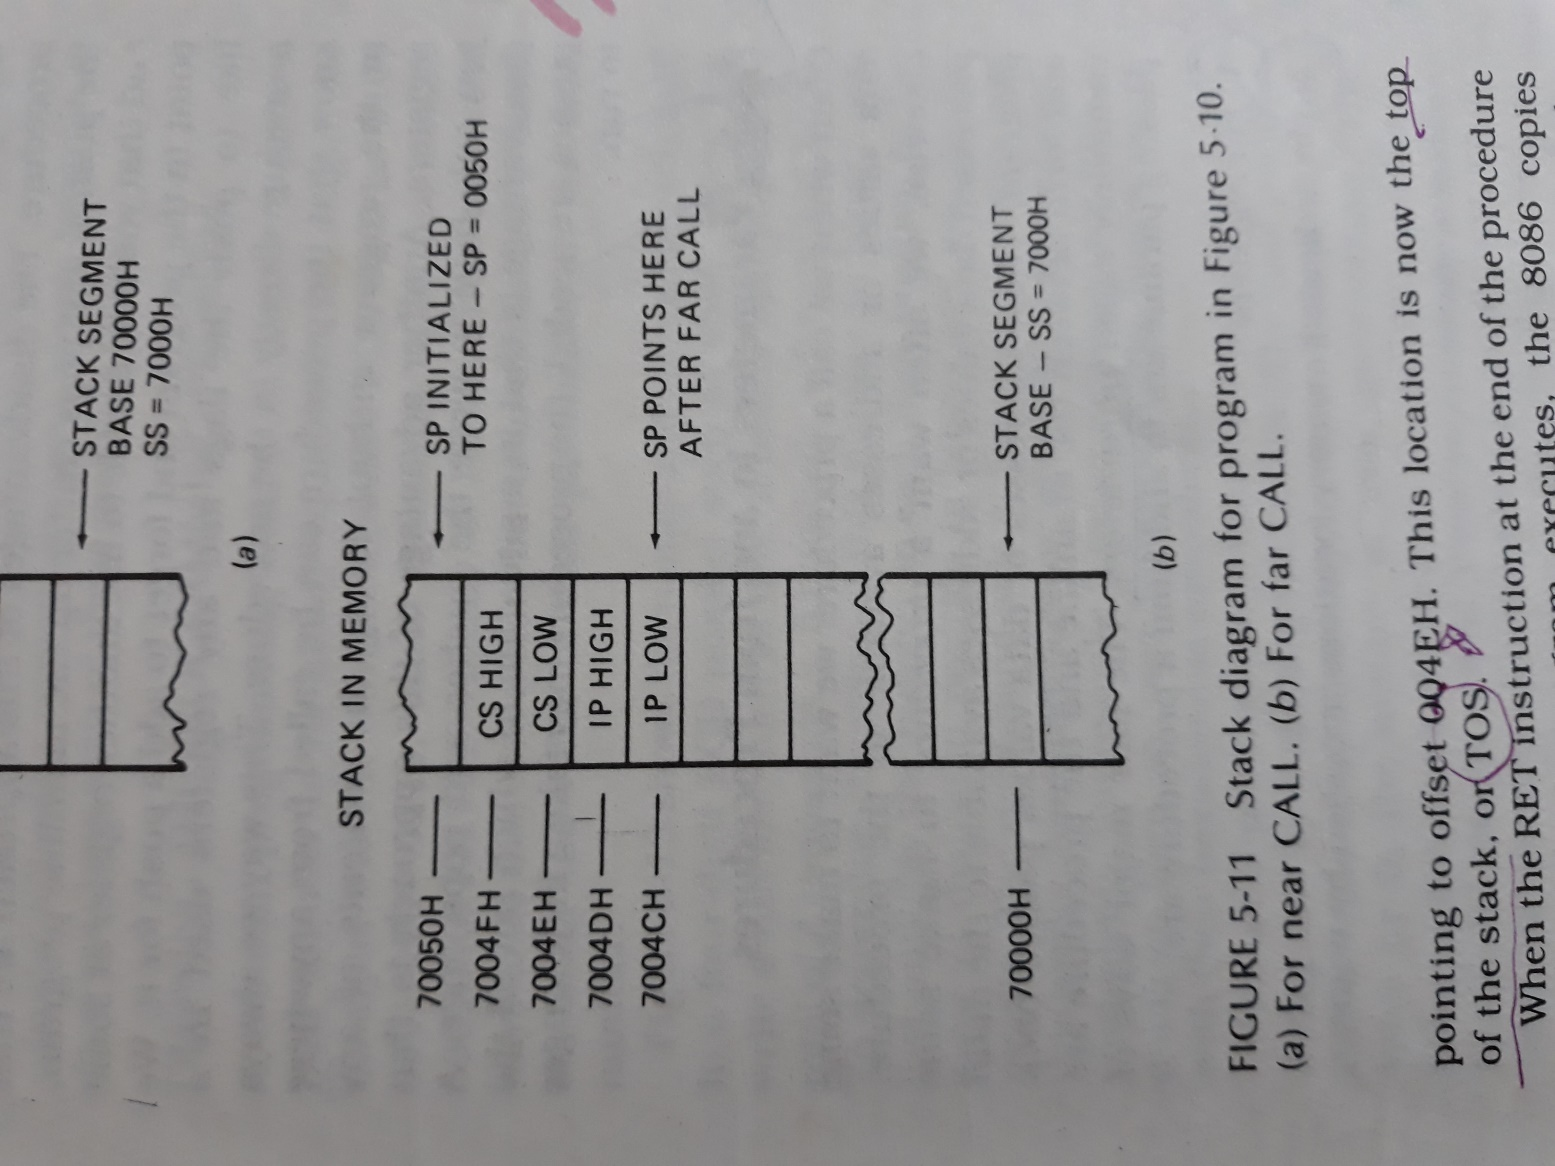 STACK SEGMENT
BASE 70000H
SS = 7000H
(a)
STACK IN MEMORY
70050H
SP INITIALIZED
TO HERE – SP = 0050H
7004FH
CS HIGH
7004EH
CS LOW
7004DH
IP HIGH
7004CH
IP LOW
SP POINTS HERE
AFTER FAR CALL
70000H
STACK SEGMENT
BASE – SS = 7000H
(b)
FIGURE 5-11 Stack diagram for program in Figure 5-10.
(a) For near CALL. (b) For far CALL.
pointing to offset 004EH. This location is now the top
of the stack, or TOS.
When the RET instruction at the end of the procedure
executes, the 8086 copies